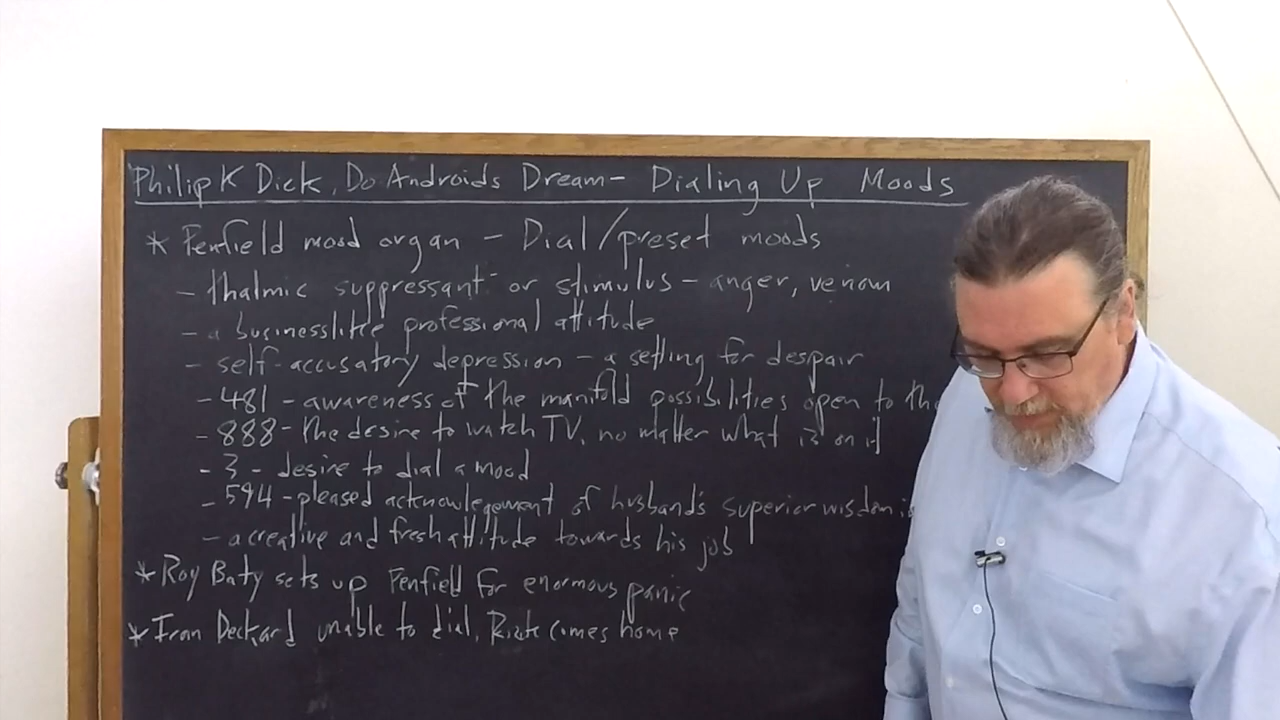 Philip K Dick, Do Androids Dream - Dialing Up Moods
* Penfield mood organ - Dial/preset moods
- thalmic suppressant or stimulus - anger, venom
- a businesslike professional attitude
- self-accusatory depression - a setting for despair
- 481 - awareness of the manifold possibilities open to
- 888 - the desire to watch TV, no matter what is on it
- 3 - desire to dial a mood
- 594 - pleased acknowlegement of husband's superior wisdom
- a creative and fresh attitude towards his job
* Roy Baty sets up Penfield for enormous panic
* Iran Deckard unable to dial, Rick comes home